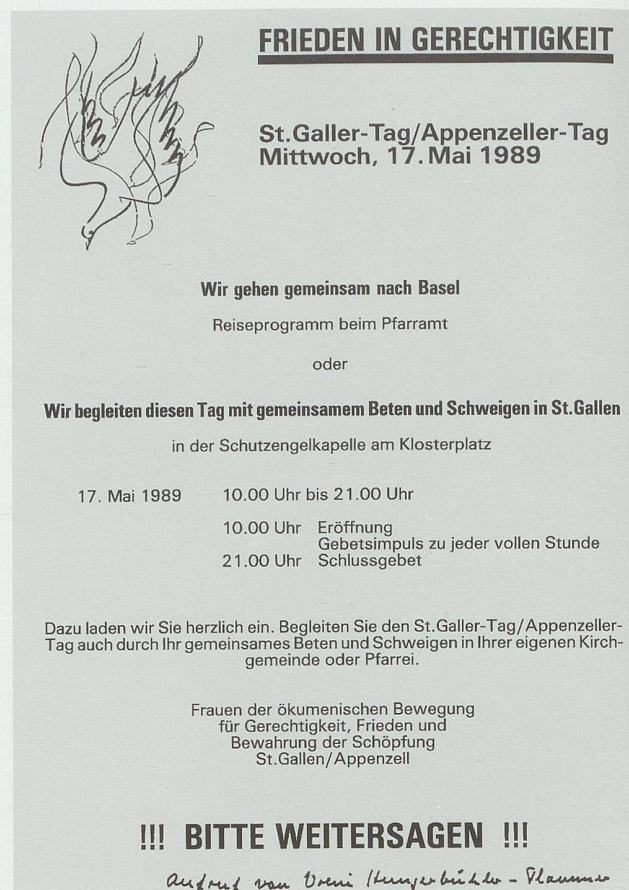 FRIEDEN IN GERECHTIGKEIT
St.Galler-Tag/Appenzeller-Tag
Mittwoch, 17. Mai 1989
Wir gehen gemeinsam nach Basel
Reiseprogramm beim Pfarramt
oder
Wir begleiten diesen Tag mit gemeinsamem Beten und Schweigen in St.Gallen
in der Schutzengelkapelle am Klosterplatz
17. Mai 1989 10.00 Uhr bis 21.00 Uhr
10.00 Uhr Eröffnung
Gebetsimpuls zu jeder vollen Stunde
21.00 Uhr Schlussgebet
Dazu laden wir Sie herzlich ein. Begleiten Sie den St.Galler-Tag/Appenzeller-
Tag auch durch Ihr gemeinsames Beten und Schweigen in Ihrer eigenen Kirch-
gemeinde oder Pfarrei.
Frauen der ökumenischen Bewegung
für Gerechtigkeit, Frieden und
Bewahrung der Schöpfung
St.Gallen/Appenzell
!!! BITTE WEITERSAGEN !!!
Aufruf von Vreni